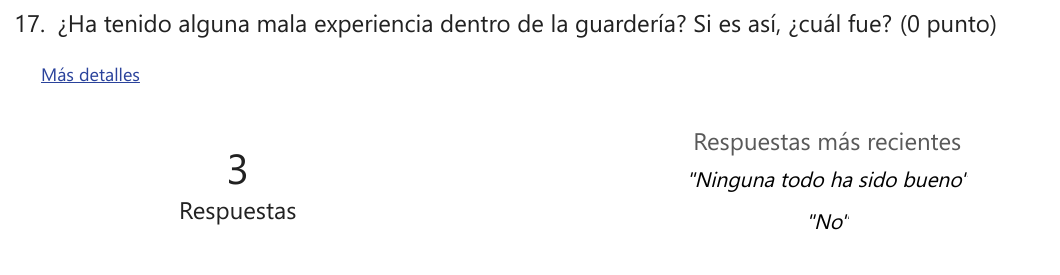 17. ¿Ha tenido alguna mala experiencia dentro de la guardería? Si es así, ¿cuál fue? (0 punto)
Más detalles
3
Respuestas
Respuestas más recientes
"Ninguna todo ha sido bueno"
"No"